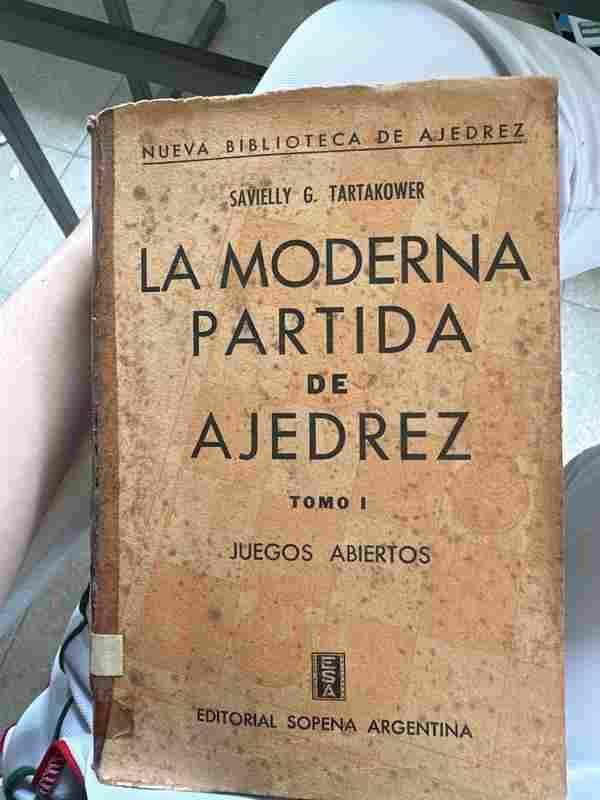 NUEVA BIBLIOTECA DE AJEDREZ
SAVIELLY G. TARTAKOWER
LA MODERNA
PARTIDA
DE
AJEDREZ
TOMO I
JUEGOS ABIERTOS
ESA
EDITORIAL SOPENA ARGENTINA